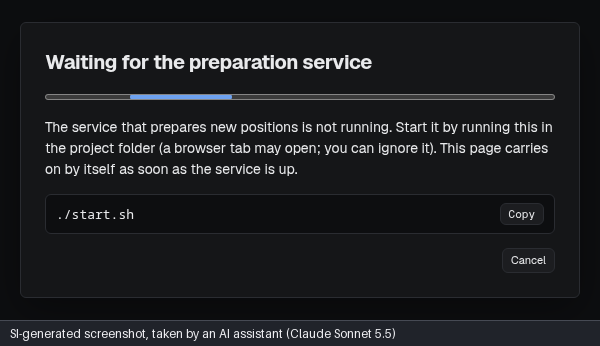 Waiting for the preparation service
The service that prepares new positions is not running. Start it by running this in
the project folder (a browser tab may open; you can ignore it). This page carries
on by itself as soon as the service is up.
./start.sh
Copy
Cancel
SI-generated screenshot, taken by an AI assistant (Claude Sonnet 5.5)